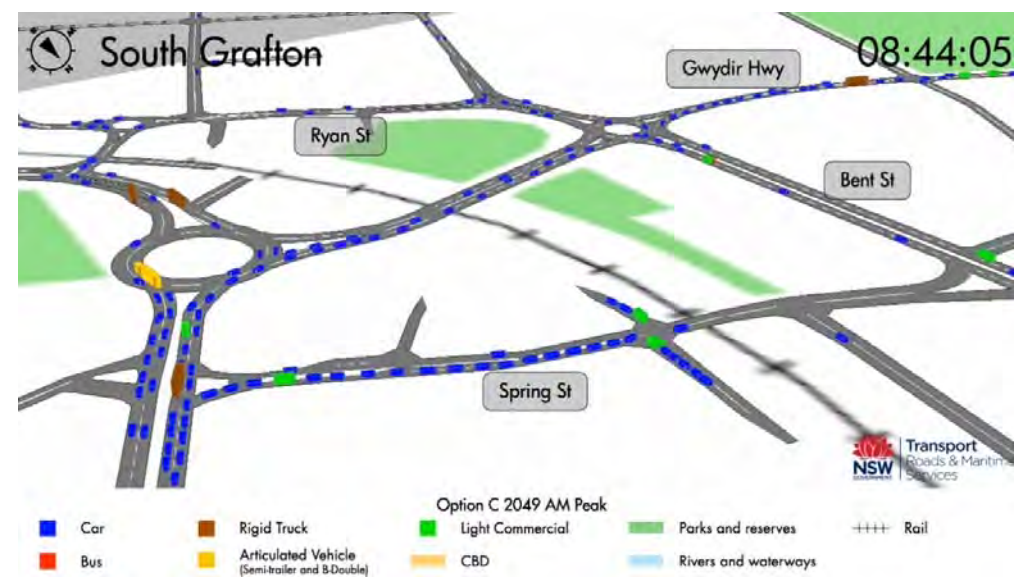 South Grafton
08:44:05
Gwydir Hwy
Ryan St
Bent St
Spring St
NSW
GOVERNMENT
Transport
Roads & Maritime
Services
Option C 2049 AM Peak
Car
Rigid Truck
Light Commercial
Parks and reserves
Rail
Bus
Articulated Vehicle
(Semi-trailer and B-Double)
CBD
Rivers and waterways